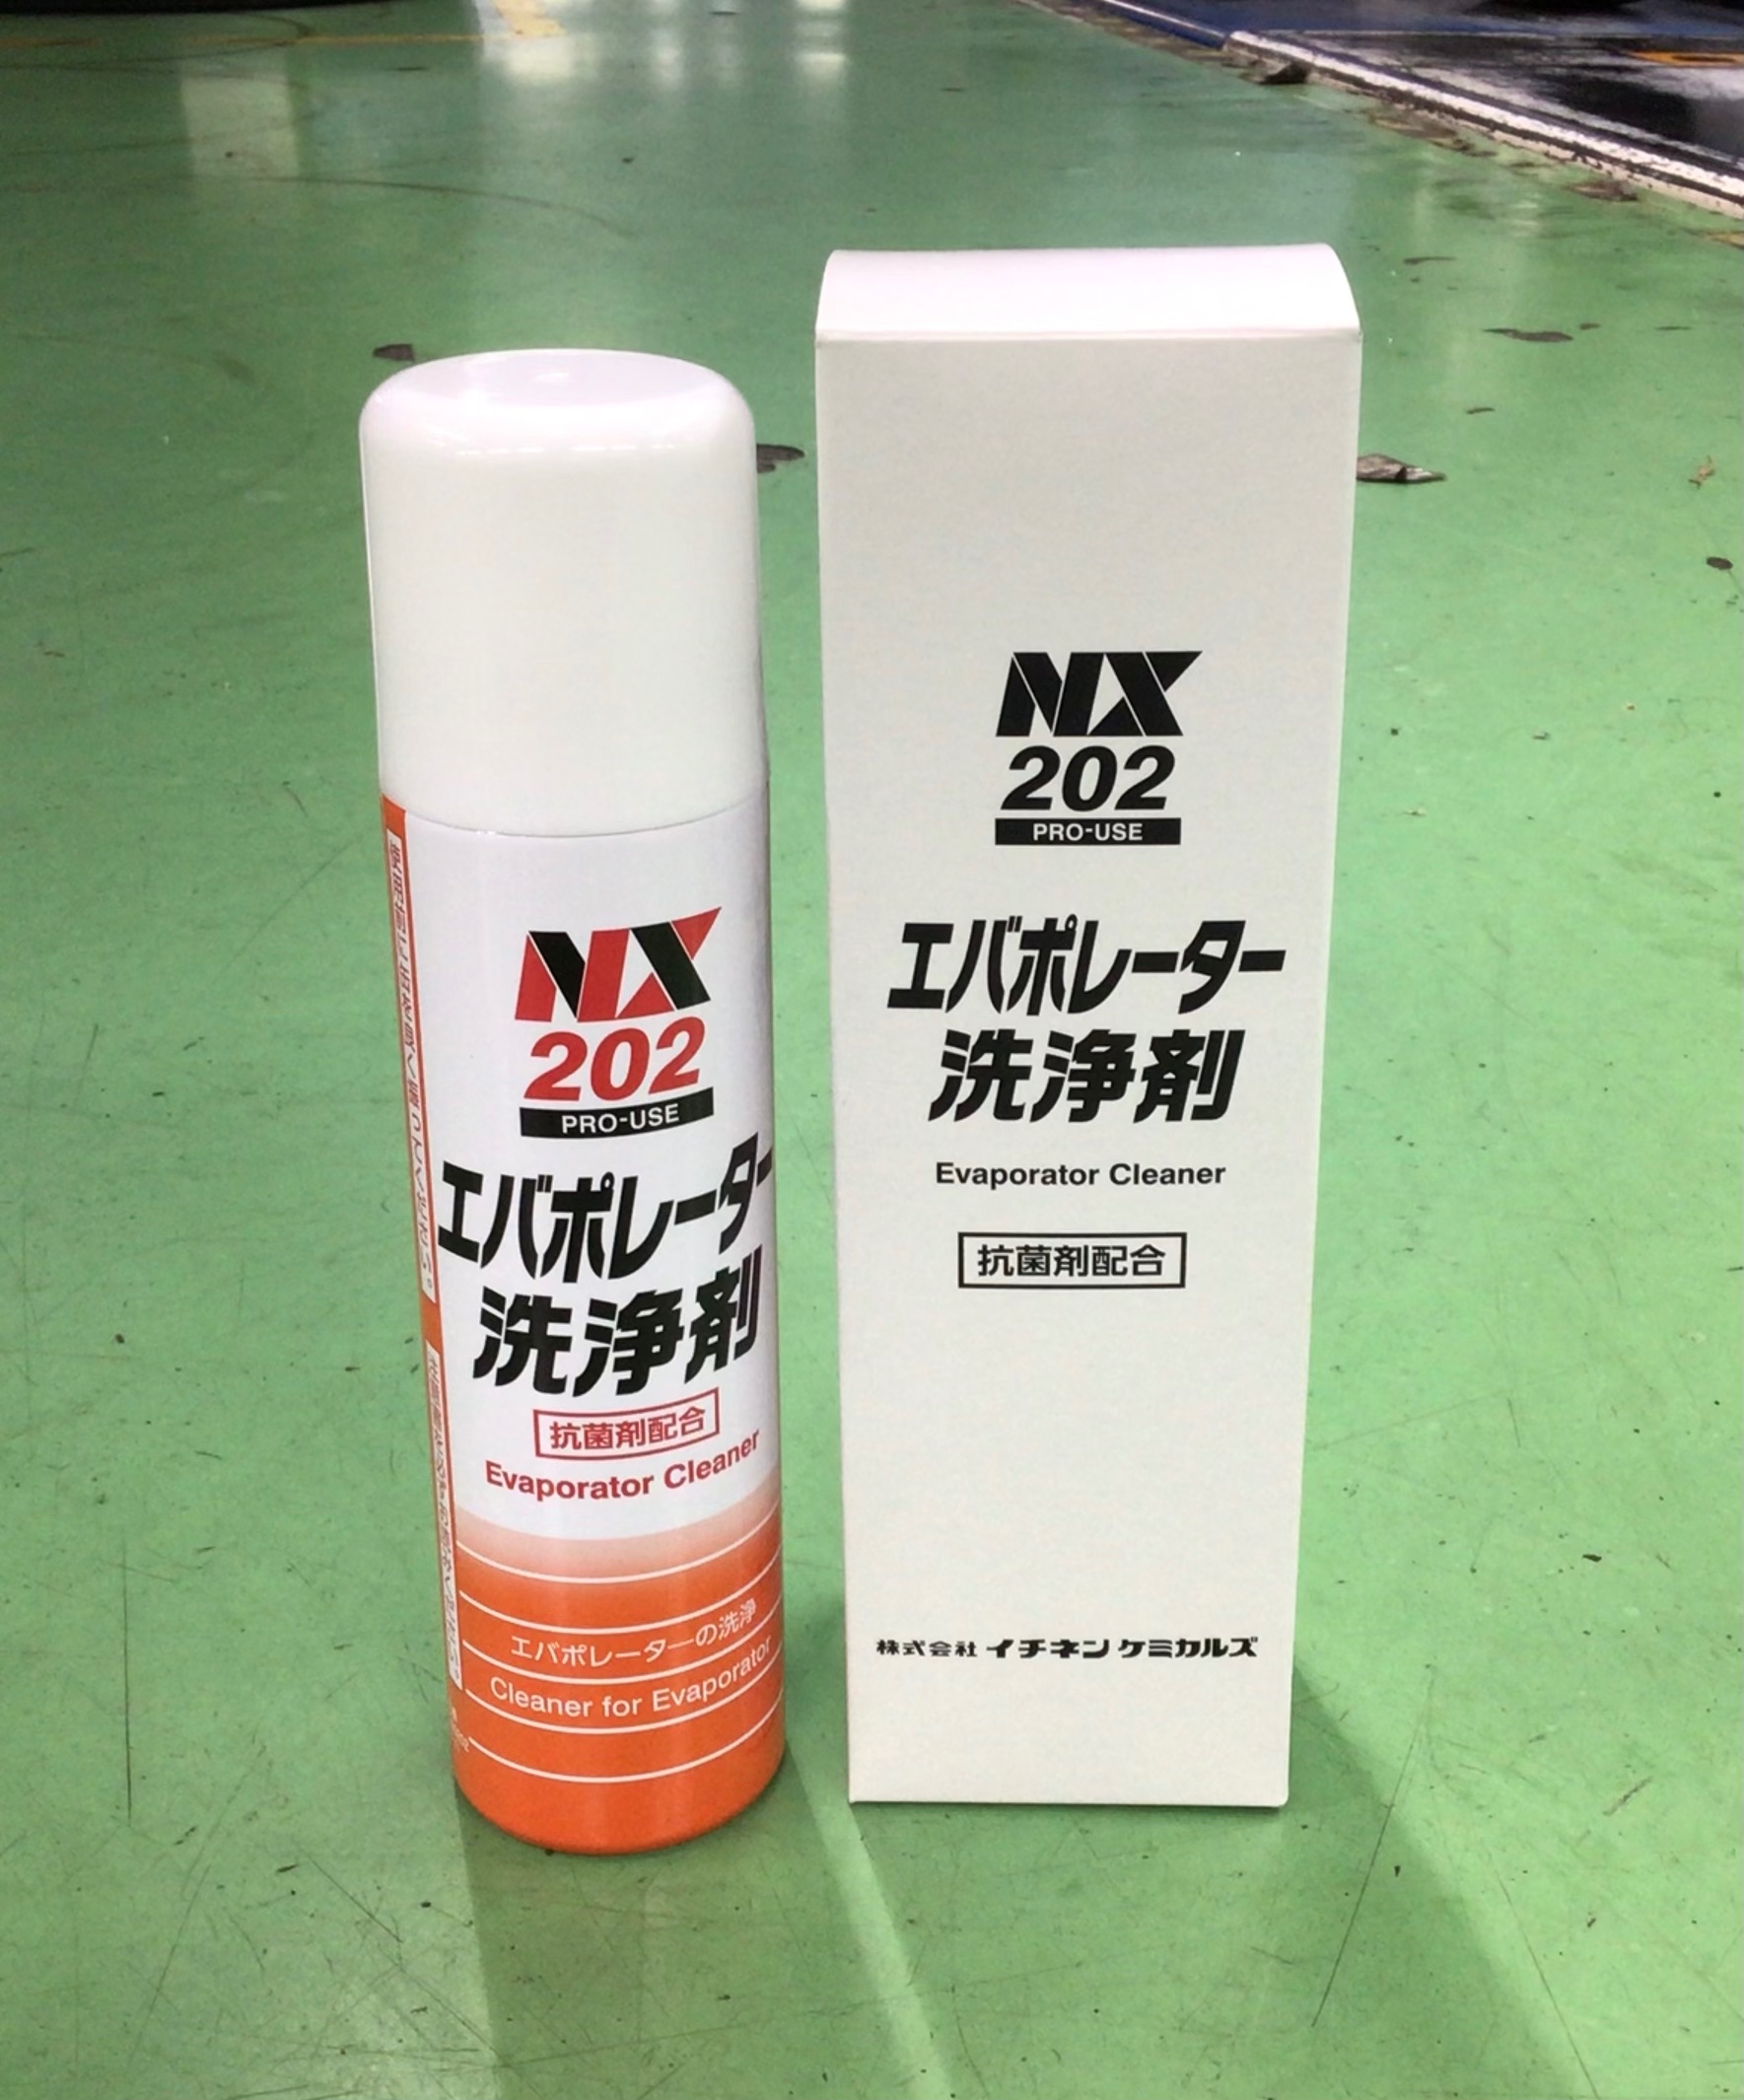 NX
202
PRO-USE
エバポレーター
洗浄剤
抗菌剤配合
Evaporator Cleaner
エバポレーターの洗浄
Cleaner for Evaporator
NX
202
PRO-USE
エバポレーター
洗浄剤
Evaporator Cleaner
抗菌剤配合
株式会社 イチネン ケミカルズ